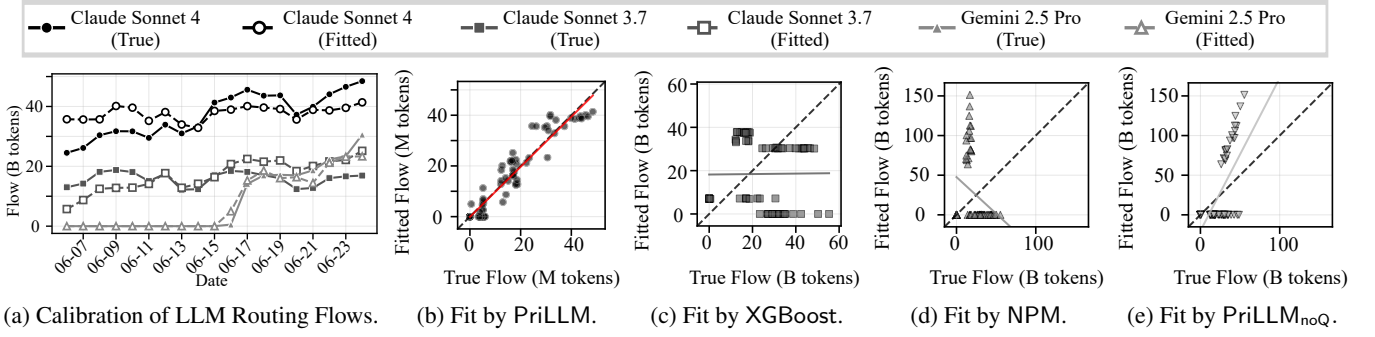 Claude Sonnet 4
(True)
Claude Sonnet 4
(Fitted)
Claude Sonnet 3.7
(True)
Claude Sonnet 3.7
(Fitted)
Gemini 2.5 Pro
(True)
Gemini 2.5 Pro
(Fitted)
Flow (B tokens)
40
20
0
06-07
06-09
06-11
06-13
06-15
06-17
06-19
06-21
06-23
Date
(a) Calibration of LLM Routing Flows.
Fitted Flow (M tokens)
40
20
0
0 20 40
True Flow (M tokens)
(b) Fit by PriLLM.
Fitted Flow (B tokens)
60
40
20
0
0 20 40 60
True Flow (B tokens)
(c) Fit by XGBoost.
Fitted Flow (B tokens)
150
100
50
0
0 100
True Flow (B tokens)
(d) Fit by NPM.
Fitted Flow (B tokens)
150
100
50
0
0 100
True Flow (B tokens)
(e) Fit by PriLLMnoQ.